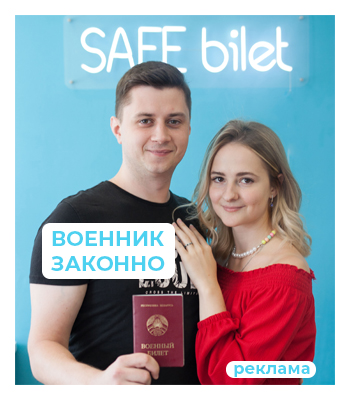 SAFE bilet
ВОЕННИК
ЗАКОННО
ВОЕННЫЙ
БИЛЕТ
реклама